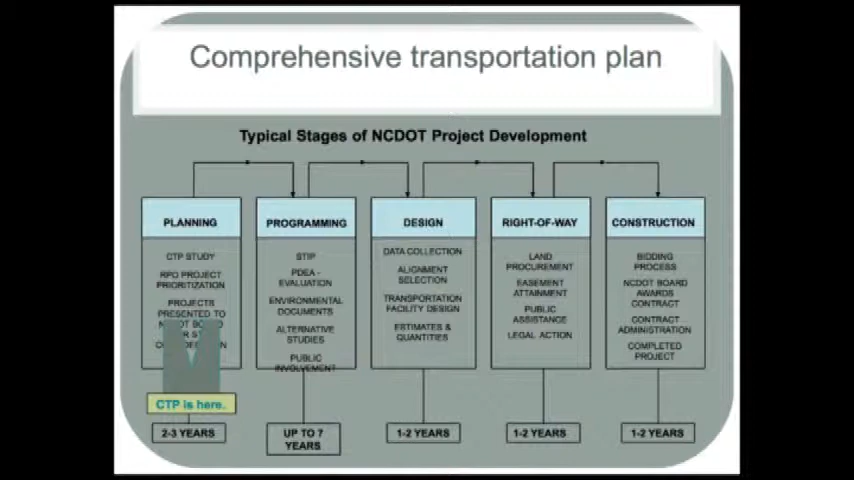 Comprehensive transportation plan
Typical Stages of NCDOT Project Development
PLANNING
CTP STUDY
RPO PROJECT
PRIORITIZATION
PROJECTS
PRESENTED TO
PROGRAMMING
STIP
PDEA -
EVALUATION
ENVIRONMENTAL
DOCUMENTS
ALTERNATIVE
STUDIES
PUBLIC
INVOLVEMENT
DESIGN
DATA COLLECTION
ALIGNMENT
SELECTION
TRANSPORTATION
FACILITY DESIGN
ESTIMATES &
QUANTITIES
RIGHT-OF-WAY
LAND
PROCUREMENT
EASEMENT
ATTAINMENT
PUBLIC
ASSISTANCE
LEGAL ACTION
CONSTRUCTION
BIDDING
PROCESS
NCDOT BOARD
AWARDS
CONTRACT
CONTRACT
ADMINISTRATION
COMPLETED
PROJECT
CTP is here.
2-3 YEARS
UP TO 7
YEARS
1-2 YEARS
1-2 YEARS
1-2 YEARS